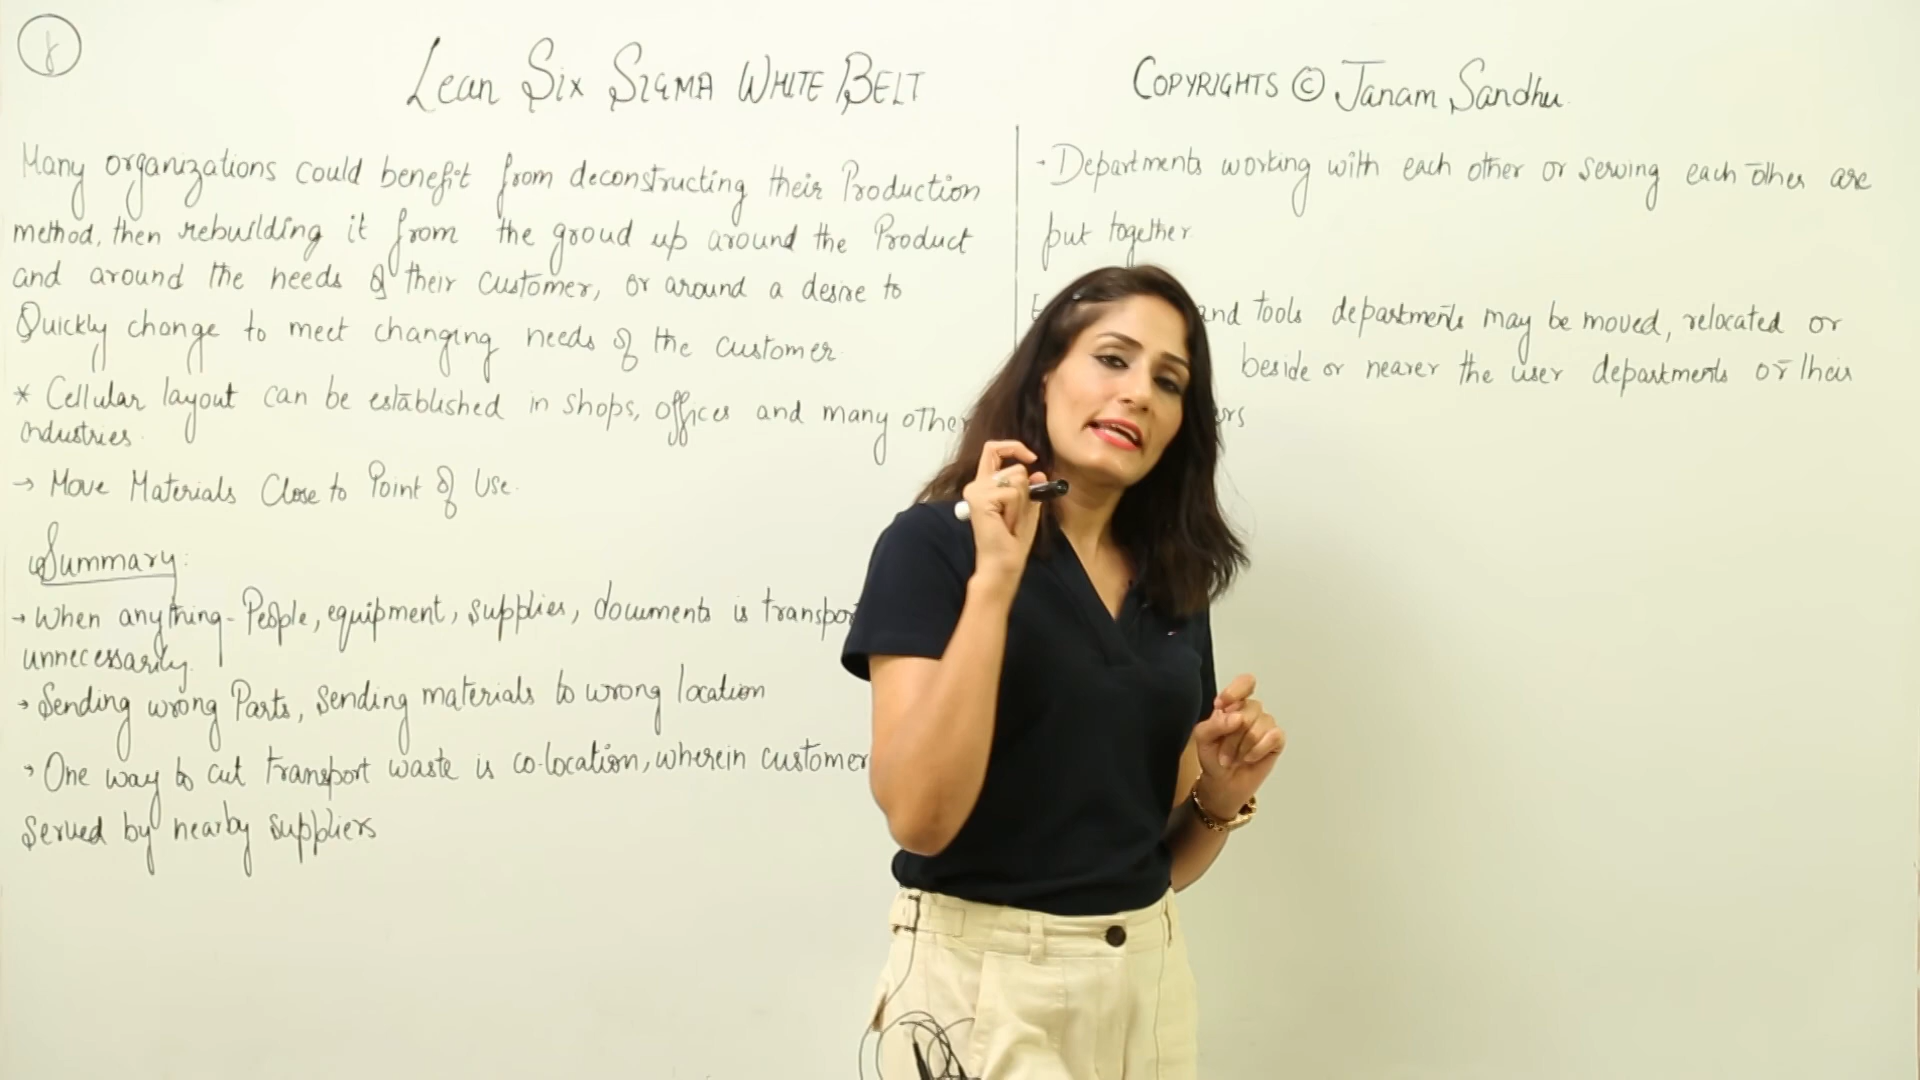 8
Lean Six Sigma White Belt
Copyrights © Janam Sandhu
Many organizations could benefit from deconstructing their Production
method, then rebuilding it from the groud up around the Product
and around the needs of their customer, or around a desire to
Quickly change to meet changing needs of the customer.
* Cellular layout can be established in shops, offices and many other
industries.
→ Move Materials Close to Point of Use.
Summary:
→ When anything - People, equipment, supplies, documents is transpor
unnecessarily.
→ Sending wrong Parts, sending materials to wrong location
→ One way to cut transport waste is co-location, wherein customer
served by nearby suppliers
- Departments working with each other or serving each other are
put together.
and tools departments may be moved, relocated or
beside or nearer the user departments or their